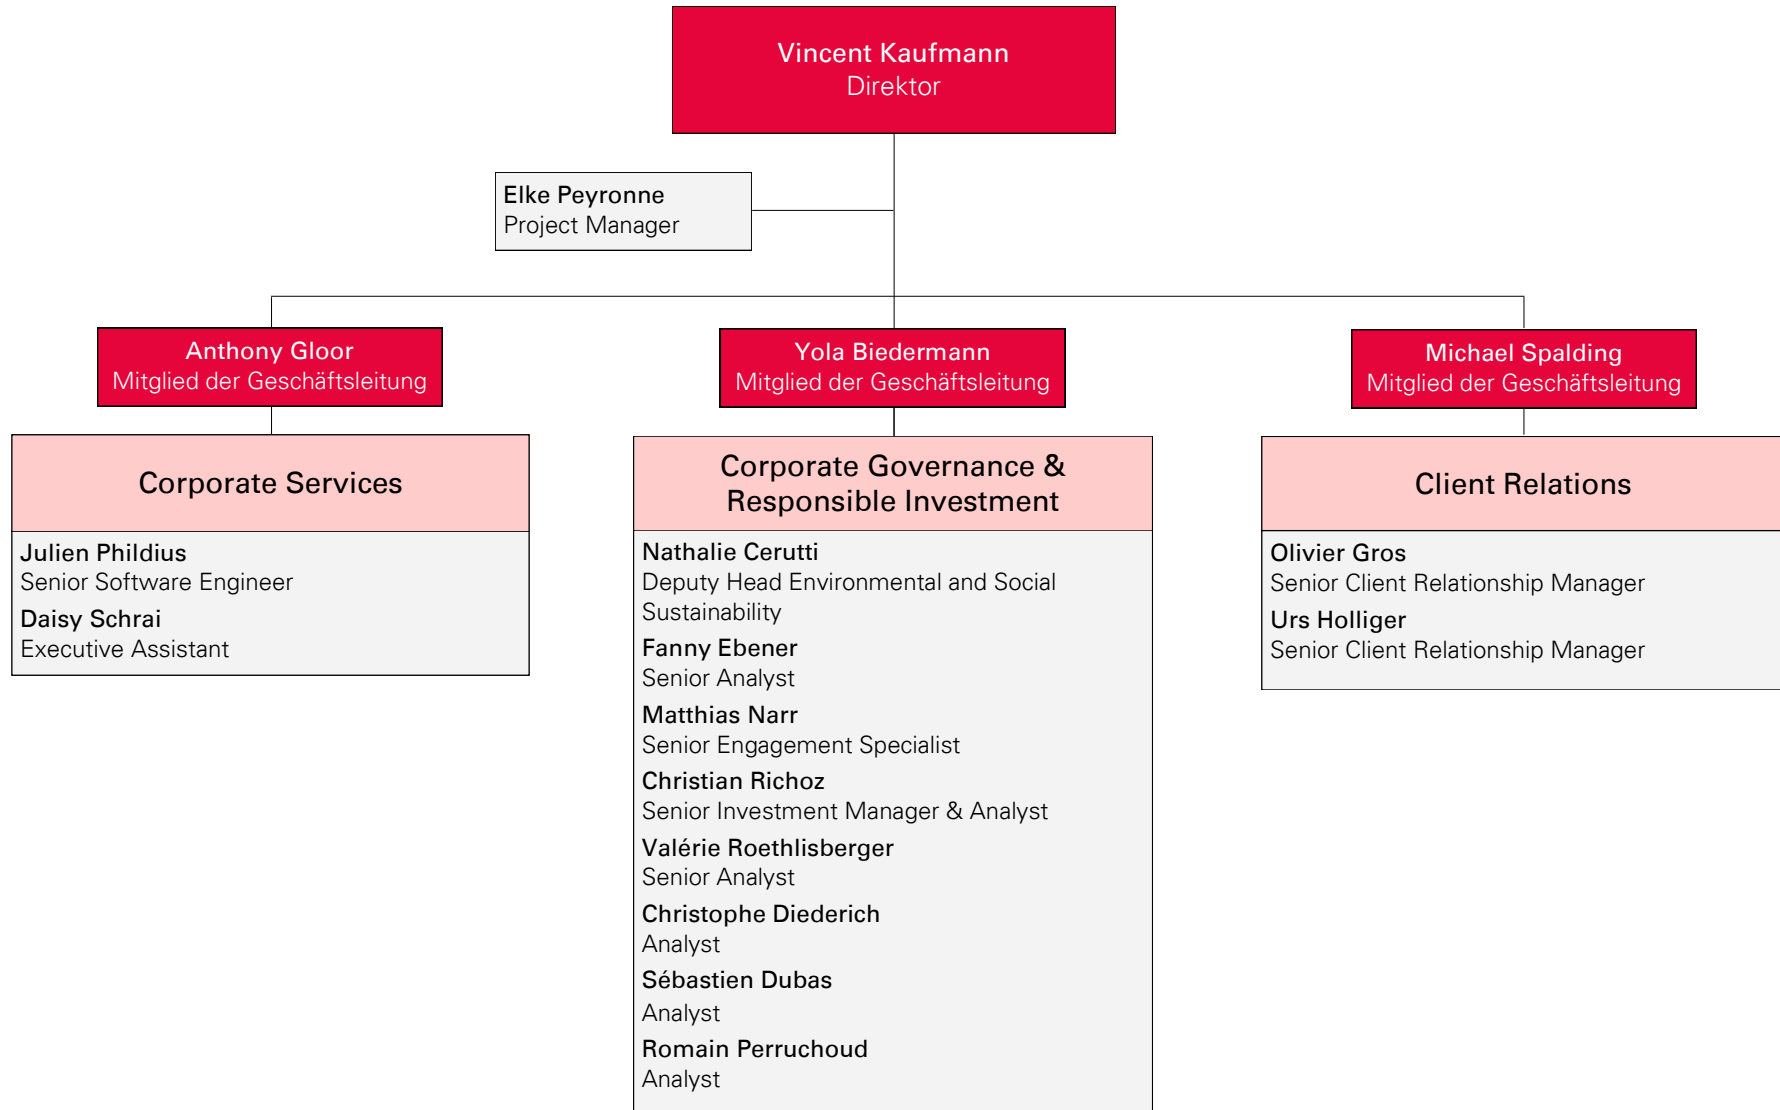 Vincent Kaufmann
Direktor
Elke Peyronne
Project Manager
Anthony Gloor
Mitglied der Geschäftsleitung
Yola Biedermann
Mitglied der Geschäftsleitung
Michael Spalding
Mitglied der Geschäftsleitung
Corporate Services
Julien Phildius
Senior Software Engineer
Daisy Schrai
Executive Assistant
Corporate Governance &
Responsible Investment
Nathalie Cerutti
Deputy Head Environmental and Social
Sustainability
Fanny Ebener
Senior Analyst
Matthias Narr
Senior Engagement Specialist
Christian Richoz
Senior Investment Manager & Analyst
Valérie Roethlisberger
Senior Analyst
Christophe Diederich
Analyst
Sébastien Dubas
Analyst
Romain Perruchoud
Analyst
Client Relations
Olivier Gros
Senior Client Relationship Manager
Urs Holliger
Senior Client Relationship Manager